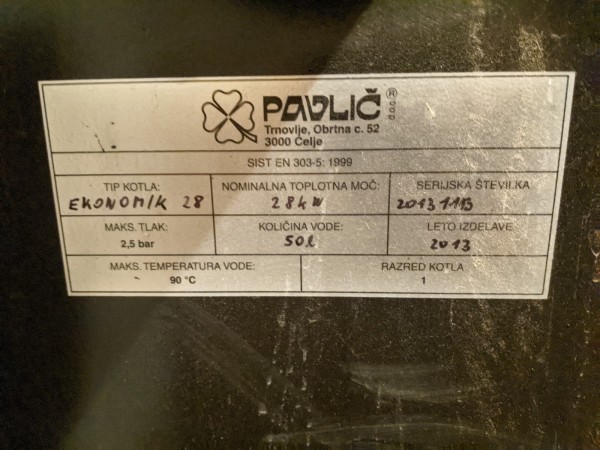 PAVLIČ ® d.o.o.
Trnovlje, Obrtna c. 52
3000 Celje
SIST EN 303-5: 1999
TIP KOTLA: NOMINALNA TOPLOTNA MOČ: SERIJSKA ŠTEVILKA
EKONOMIK 28 28kW 20131113
MAKS. TLAK: KOLIČINA VODE: LETO IZDELAVE
2,5 bar 50l 2013
MAKS. TEMPERATURA VODE: RAZRED KOTLA
90 °C 1